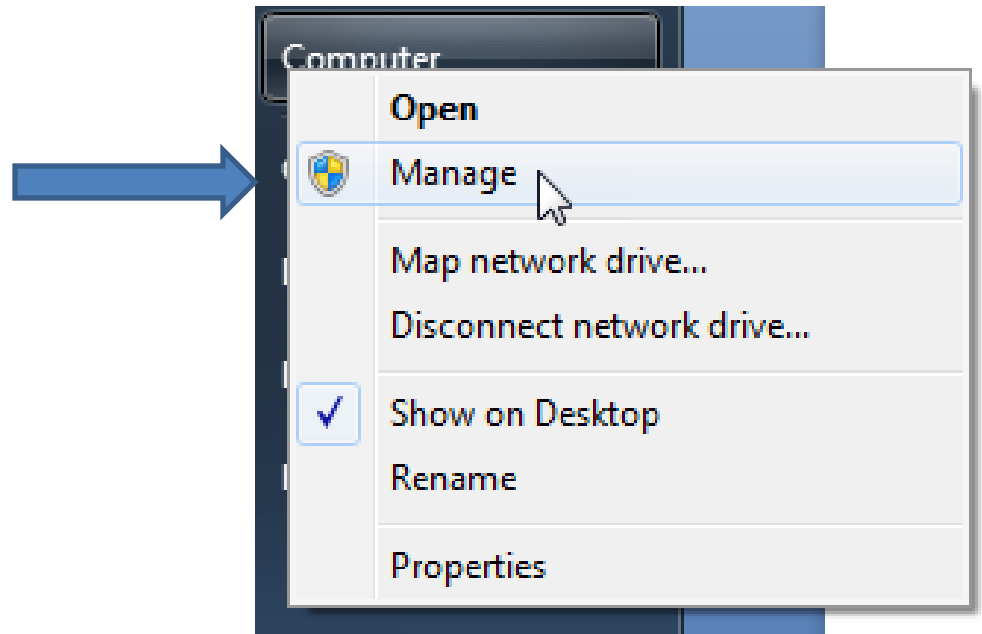 Computer
Open
Manage
Map network drive...
Disconnect network drive...
Show on Desktop
Rename
Properties